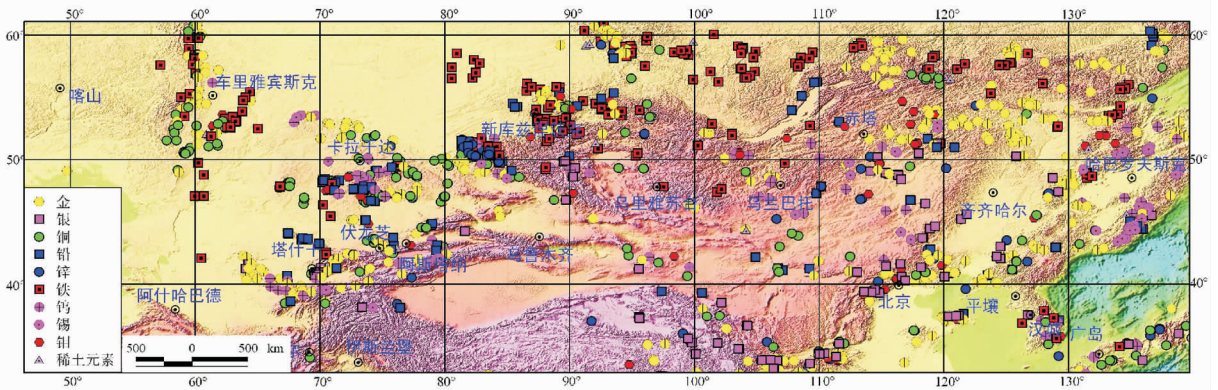 50° 60° 70° 80° 90° 100° 110° 120° 130°
60° 60°
喀山
车里雅宾斯克
新库兹
赤塔
卡拉干达
50° 50°
哈巴罗夫斯克
乌里雅苏台
乌兰巴托
齐齐哈尔
伏龙芝
塔什干
乌鲁木齐
阿斯塔纳
40° 40°
阿什哈巴德
北京
平壤
汉城
广岛
伊斯兰堡
金
银
铜
铅
锌
铁
钨
锡
钼
稀土元素
500 0 500 km
50° 60° 70° 80° 90° 100° 110° 120° 130°